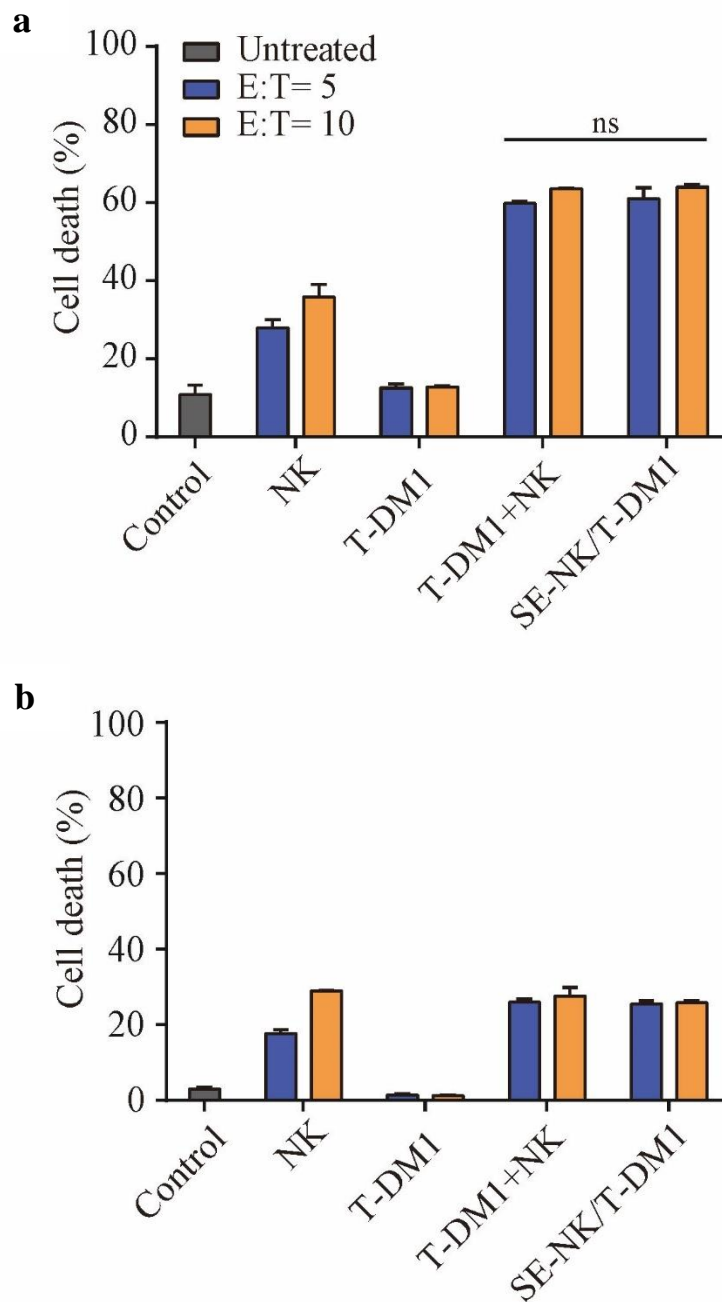 a
100
80
60
40
20
0
Cell death (%)
Untreated
E:T= 5
E:T= 10
ns
Control
NK
T-DM1
T-DM1+NK
SE-NK/T-DM1
b
100
80
60
40
20
0
Cell death (%)
Control
NK
T-DM1
T-DM1+NK
SE-NK/T-DM1